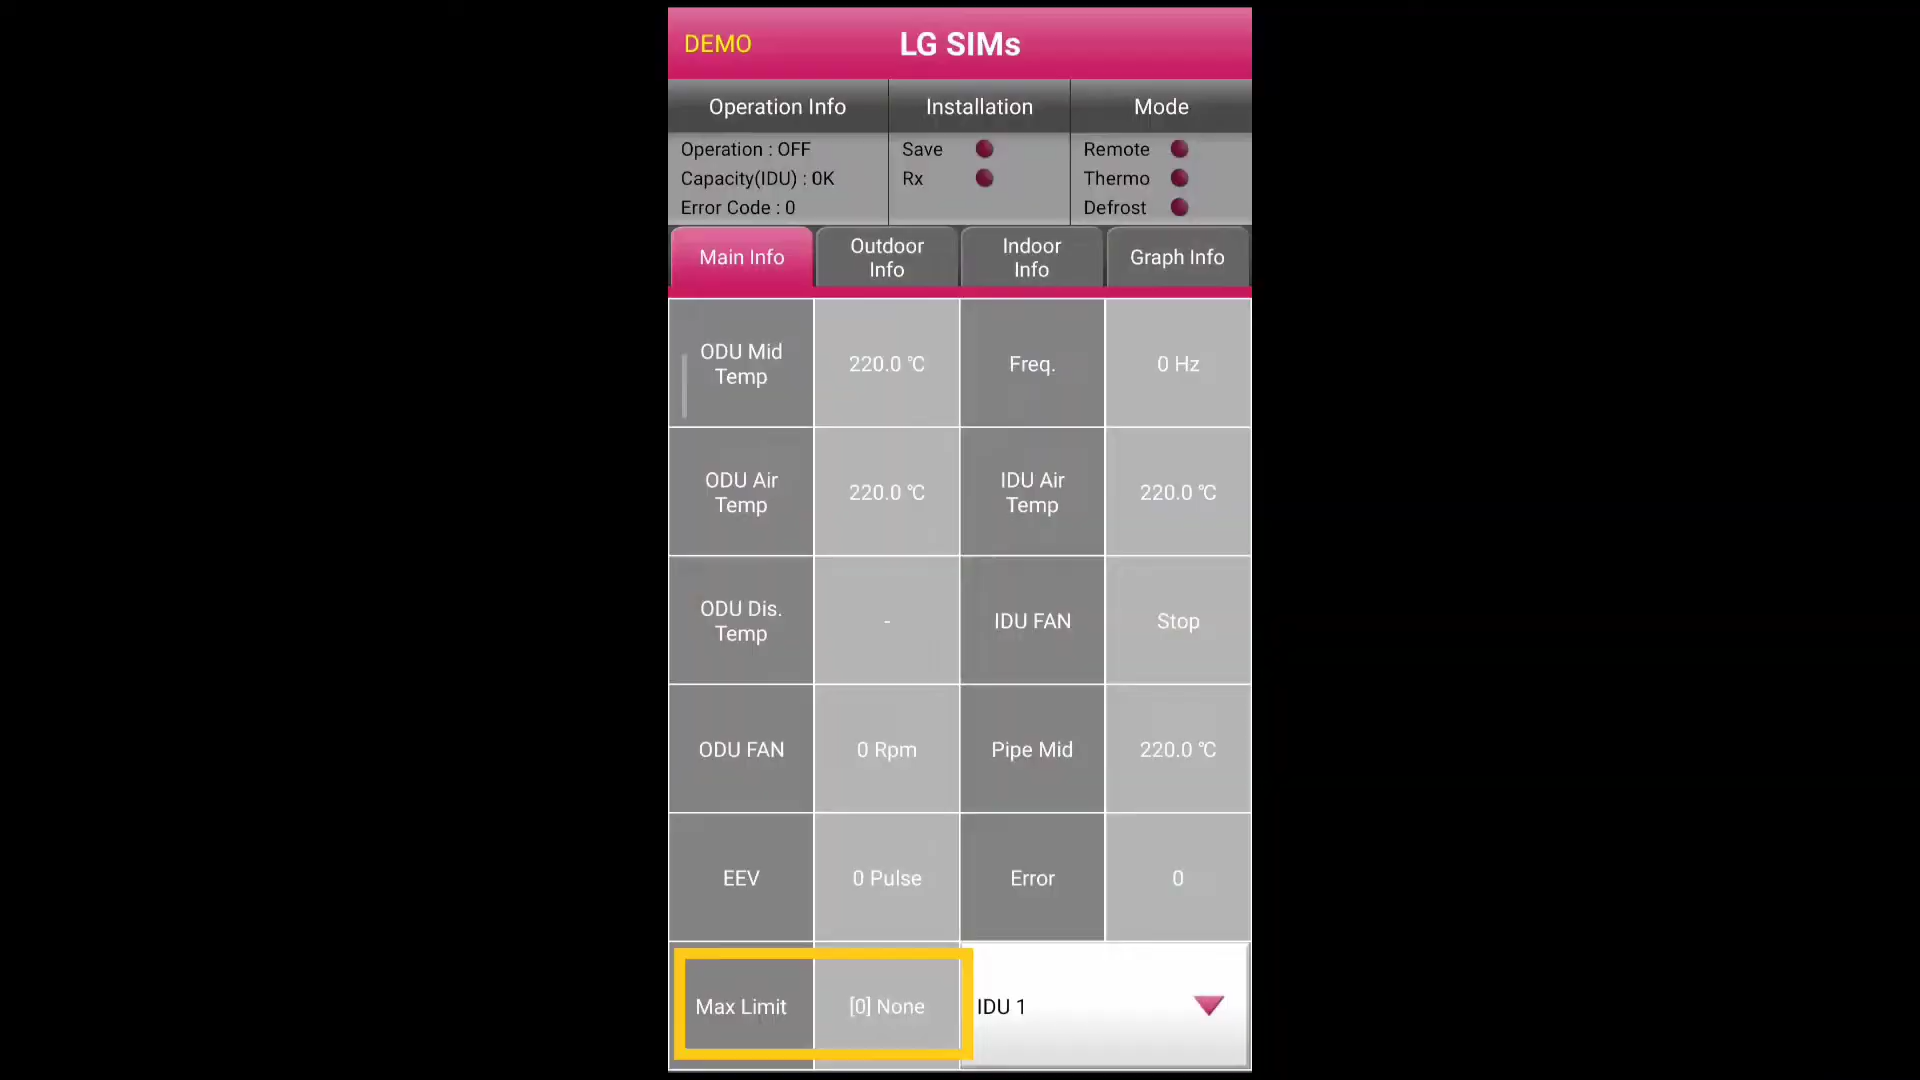 DEMO
LG SIMs
Operation Info
Installation
Mode
Operation : OFF
Capacity(IDU) : 0K
Error Code : 0
Save
Rx
Remote
Thermo
Defrost
Main Info
Outdoor
Info
Indoor
Info
Graph Info
ODU Mid
Temp
220.0 ℃
Freq.
0 Hz
ODU Air
Temp
220.0 ℃
IDU Air
Temp
220.0 ℃
ODU Dis.
Temp
-
IDU FAN
Stop
ODU FAN
0 Rpm
Pipe Mid
220.0 ℃
EEV
0 Pulse
Error
0
Max Limit
[0] None
IDU 1